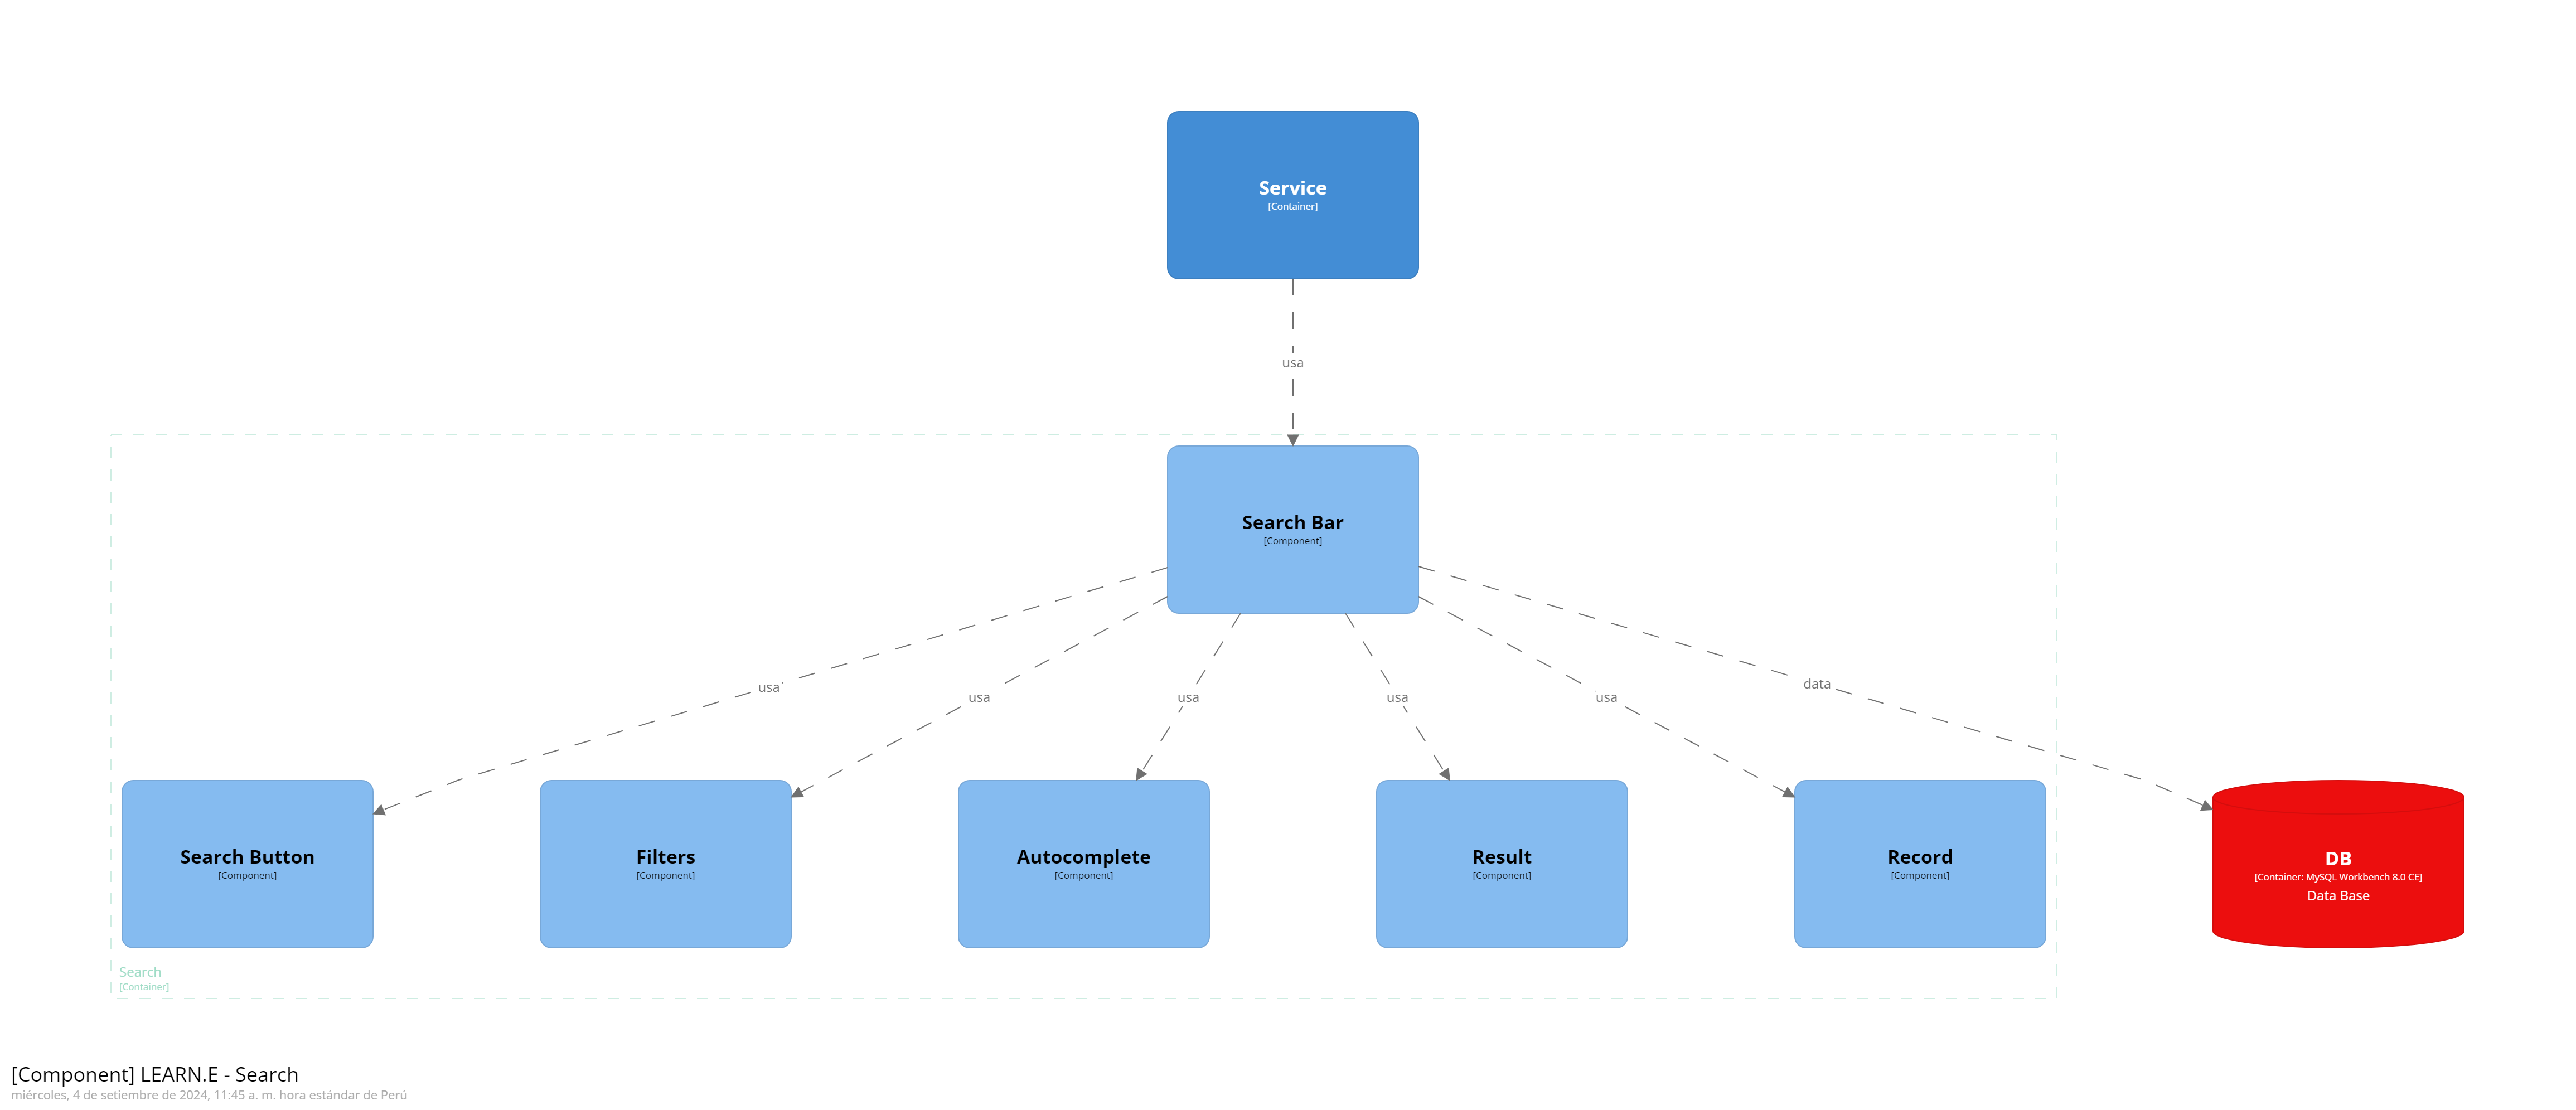 Service
[Container]
usa
Search Bar
[Component]
usa
usa
usa
usa
usa
data
Search Button
[Component]
Filters
[Component]
Autocomplete
[Component]
Result
[Component]
Record
[Component]
DB
[Container: MySQL Workbench 8.0 CE]
Data Base
Search
[Container]
[Component] LEARN.E - Search
miércoles, 4 de setiembre de 2024, 11:45 a. m. hora estándar de Perú